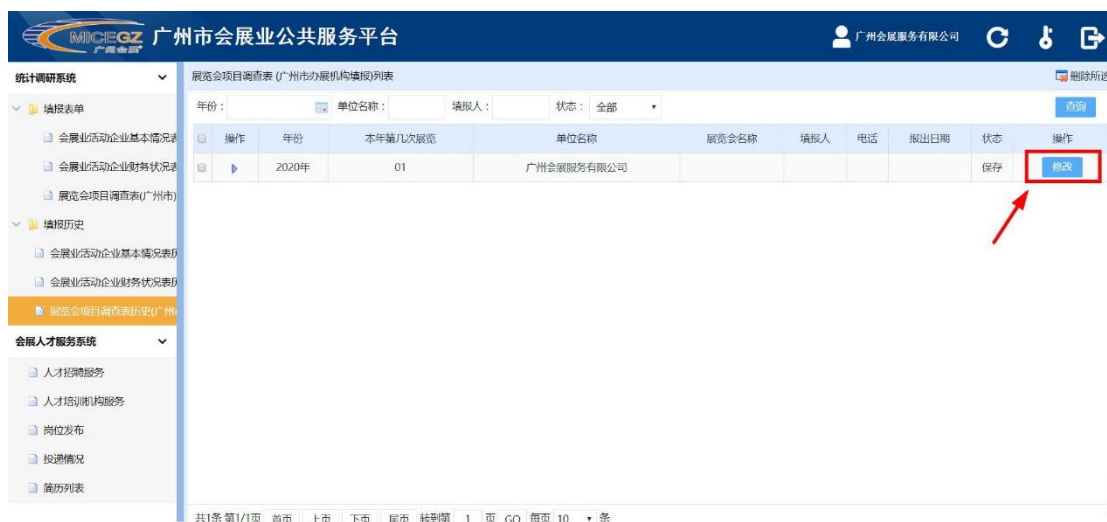 MICEGZ 广州市会展业公共服务平台 广州会展服务有限公司
广州会展
统计调研系统
填报表单
会展业活动企业基本情况表
会展业活动企业财务状况表
展览会项目调查表(广州市)
填报历史
会展业活动企业基本情况表历
会展业活动企业财务状况表历
展览会项目调查表历史(广州
会展人才服务系统
人才招聘服务
人才培训机构服务
岗位发布
投递情况
简历列表
展览会项目调查表 (广州市办展机构填报)列表 删除所选
年份： 单位名称： 填报人： 状态： 全部 查询
操作 年份 本年第几次展览 单位名称 展览会名称 填报人 电话 报出日期 状态 操作
2020年 01 广州会展服务有限公司 保存 修改
共1条 第1/1页 首页 上页 下页 尾页 转到第 1 页 GO 每页 10 条